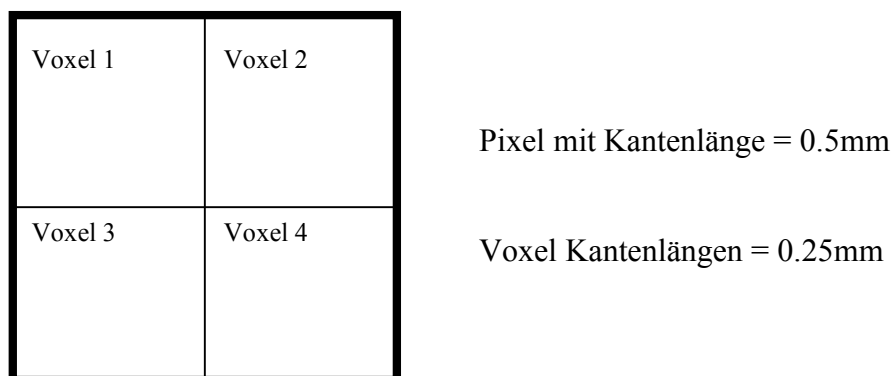 Voxel 1
Voxel 2
Pixel mit Kantenlänge = 0.5mm
Voxel 3
Voxel 4
Voxel Kantenlängen = 0.25mm